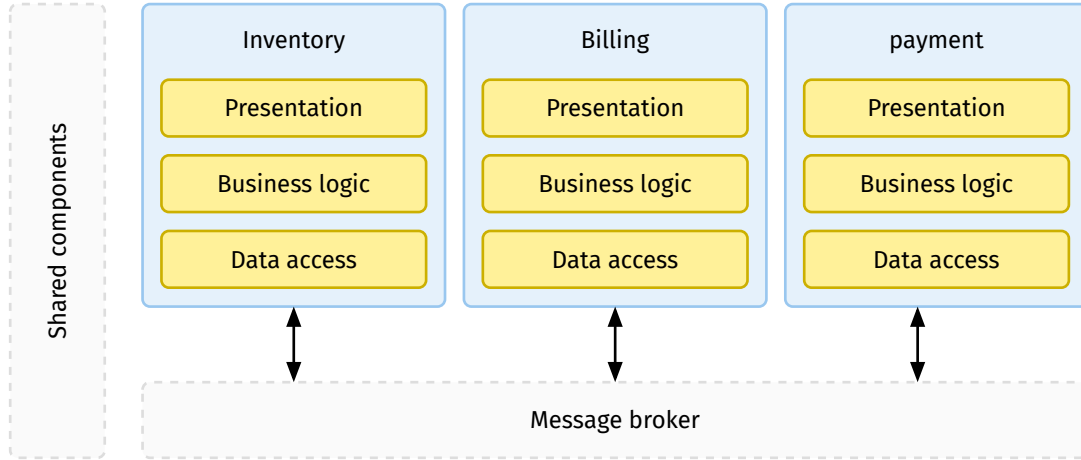 Shared components
Inventory
Presentation
Business logic
Data access
Billing
Presentation
Business logic
Data access
payment
Presentation
Business logic
Data access
Message broker